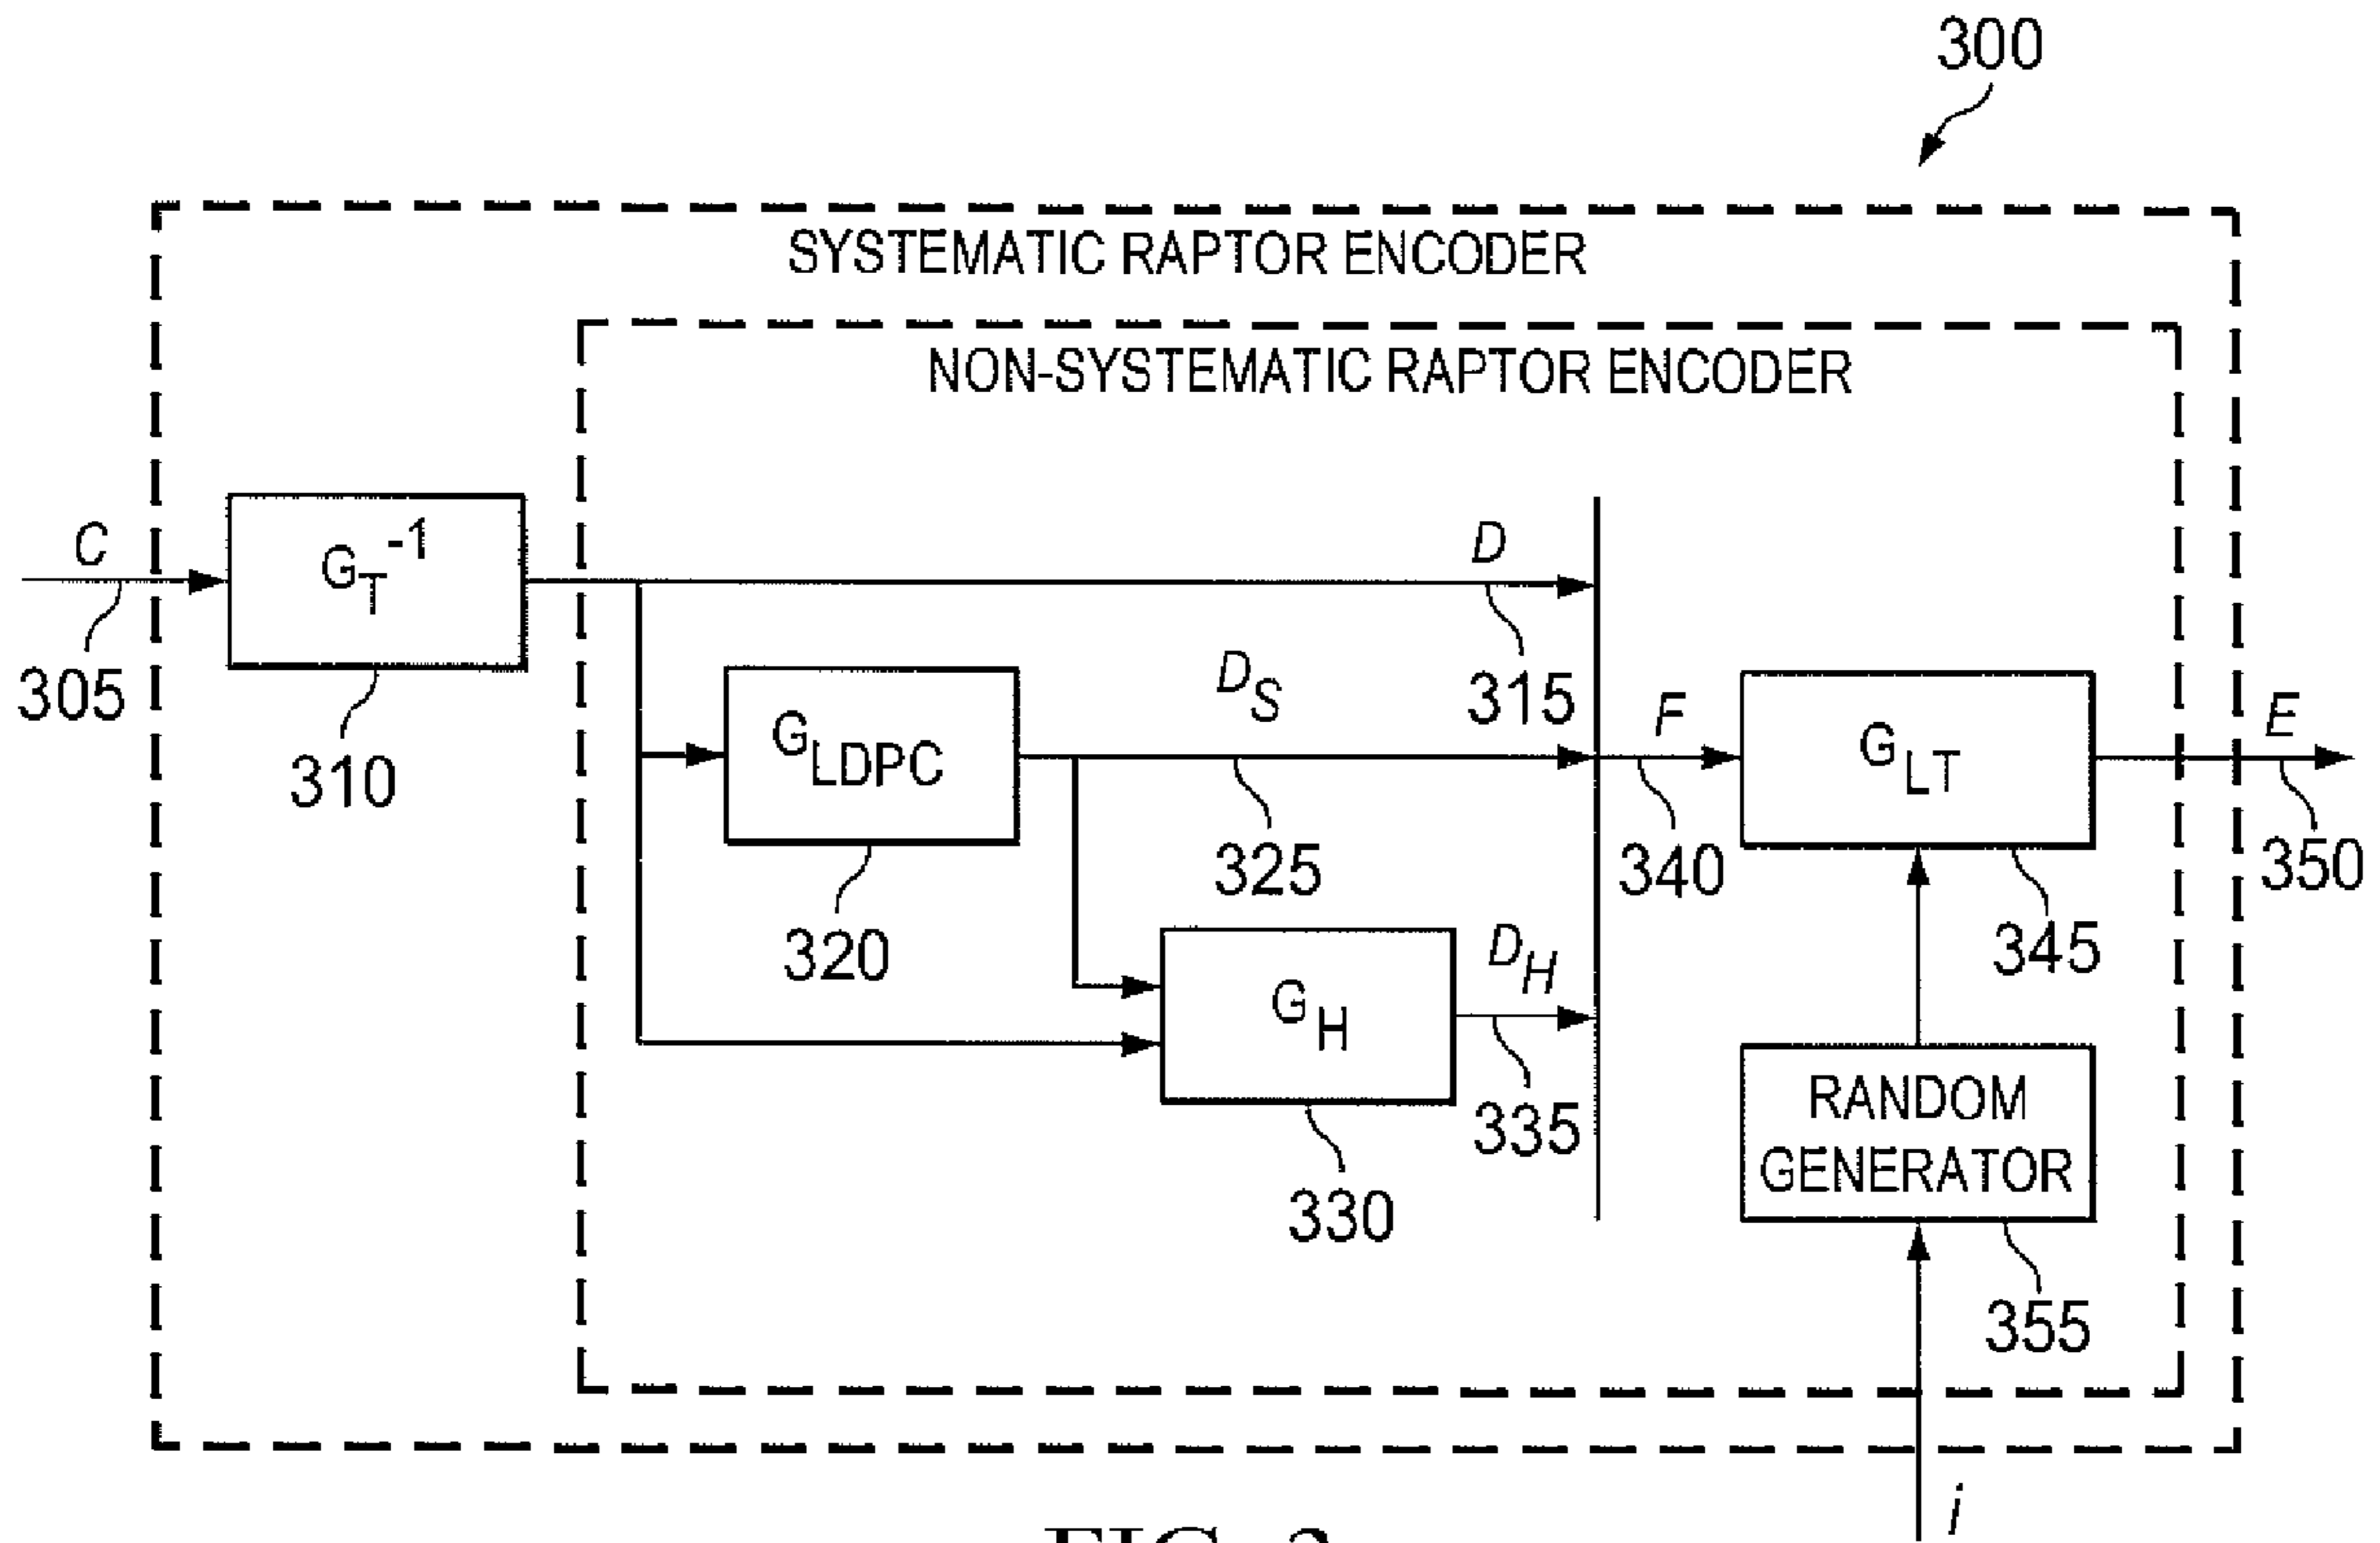 300
SYSTEMATIC RAPTOR ENCODER
NON-SYSTEMATIC RAPTOR ENCODER
C
305
G_T^-1
310
D
315
G_LDPC
320
D_S
325
G_H
330
D_H
335
F
340
G_LT
345
E
350
RANDOM
GENERATOR
355
i